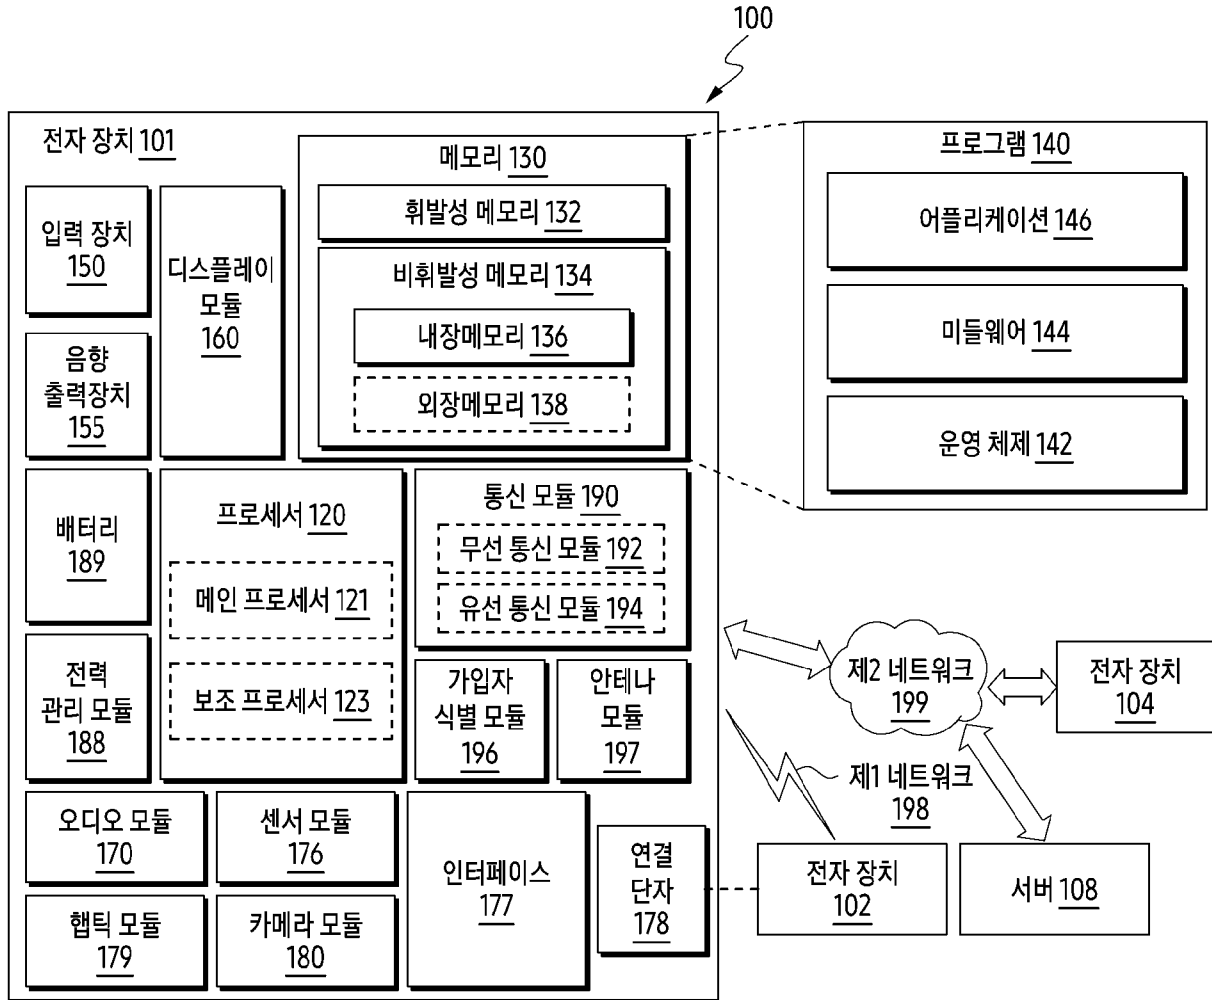 100
전자 장치 101
입력 장치
150
음향
출력장치
155
디스플레이
모듈
160
메모리 130
휘발성 메모리 132
비휘발성 메모리 134
내장메모리 136
외장메모리 138
프로그램 140
어플리케이션 146
미들웨어 144
운영 체제 142
배터리
189
전력
관리 모듈
188
프로세서 120
메인 프로세서 121
보조 프로세서 123
통신 모듈 190
무선 통신 모듈 192
유선 통신 모듈 194
가입자
식별 모듈
196
안테나
모듈
197
오디오 모듈
170
센서 모듈
176
햅틱 모듈
179
카메라 모듈
180
인터페이스
177
연결
단자
178
제2 네트워크
199
전자 장치
104
제1 네트워크
198
전자 장치
102
서버 108